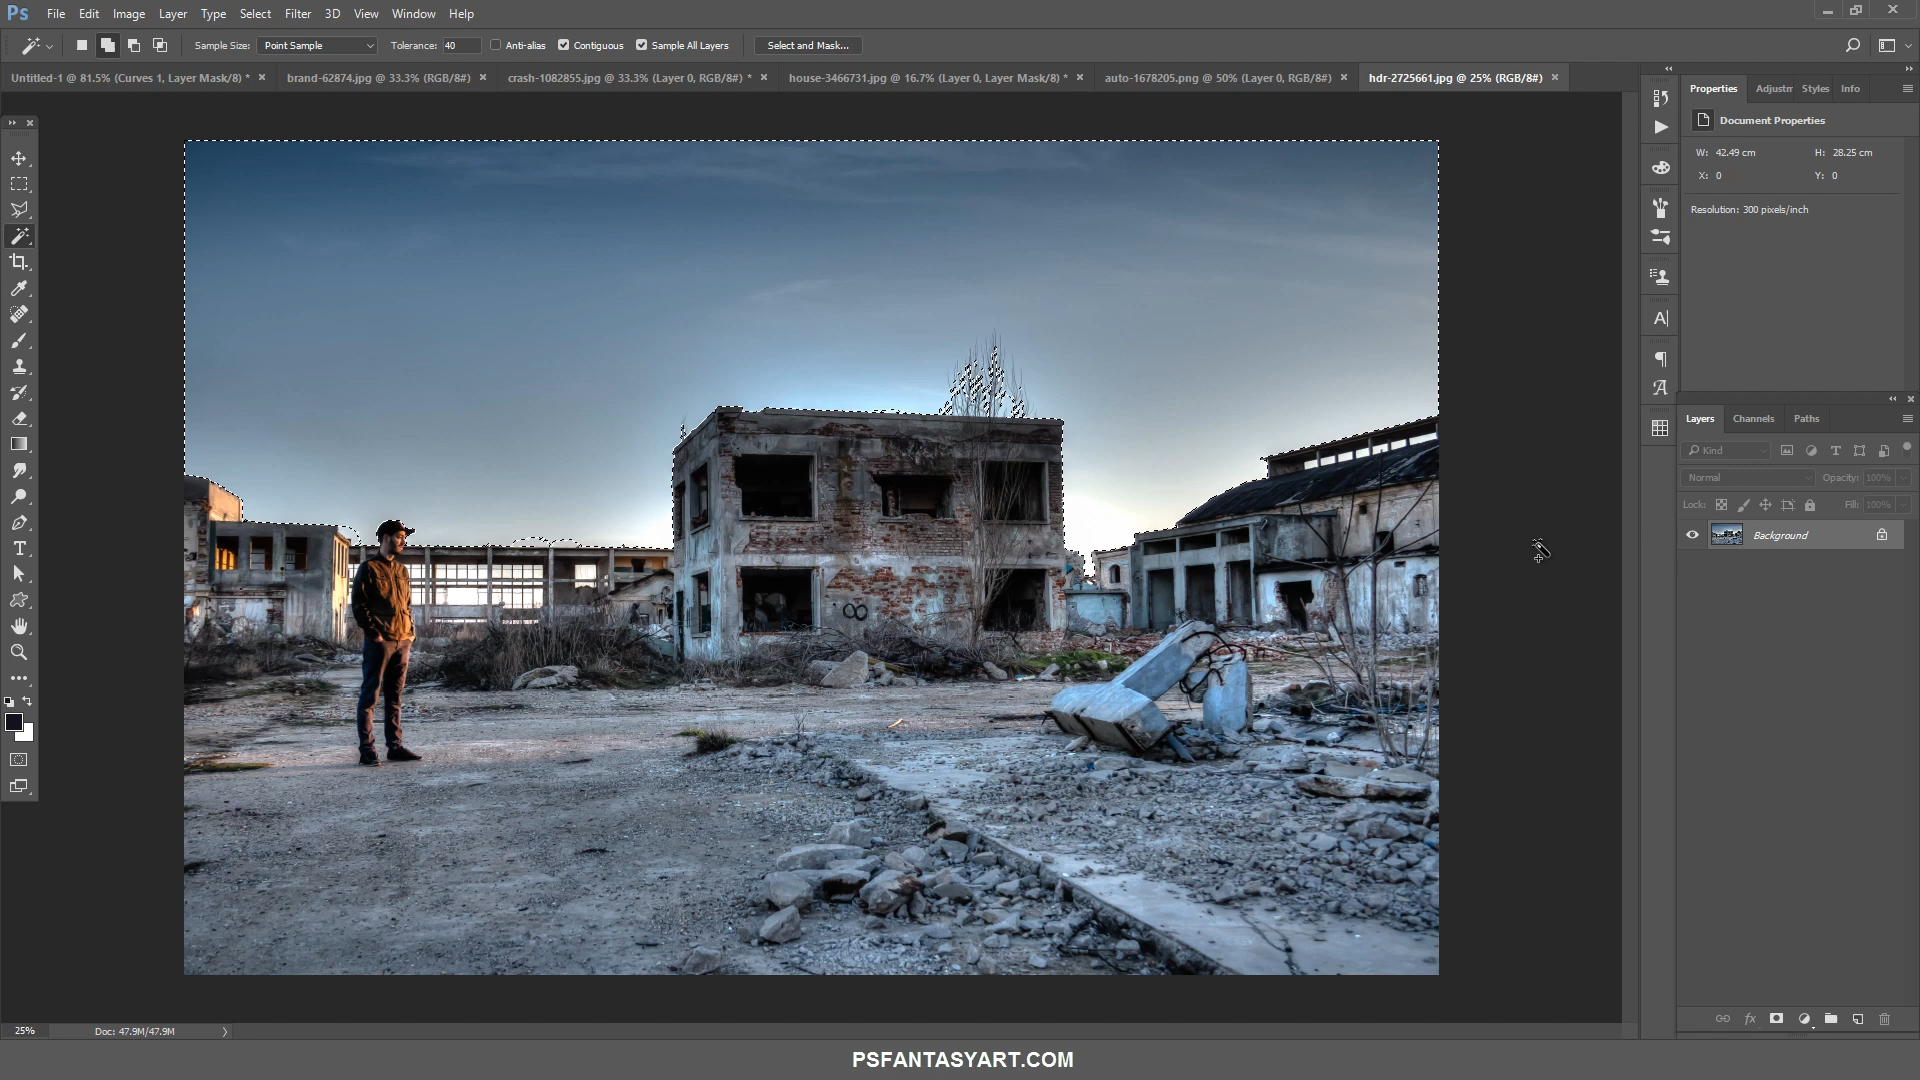 Ps File Edit Image Layer Type Select Filter 3D View Window Help
Sample Size: Point Sample Tolerance: 40 Anti-alias Contiguous Sample All Layers Select and Mask...
Untitled-1 @ 81.5% (Curves 1, Layer Mask/8) * brand-62874.jpg @ 33.3% (RGB/8#) crash-1082855.jpg @ 33.3% (Layer 0, RGB/8#) * house-3466731.jpg @ 16.7% (Layer 0, Layer Mask/8) * auto-1678205.png @ 50% (Layer 0, RGB/8#) hdr-2725661.jpg @ 25% (RGB/8#)
Properties Adjustm Styles Info
Document Properties
W: 42.49 cm H: 28.25 cm
X: 0 Y: 0
Resolution: 300 pixels/inch
Layers Channels Paths
Kind
Normal Opacity: 100%
Lock: Fill: 100%
Background
fx
25% Doc: 47.9M/47.9M
PSFANTASYART.COM